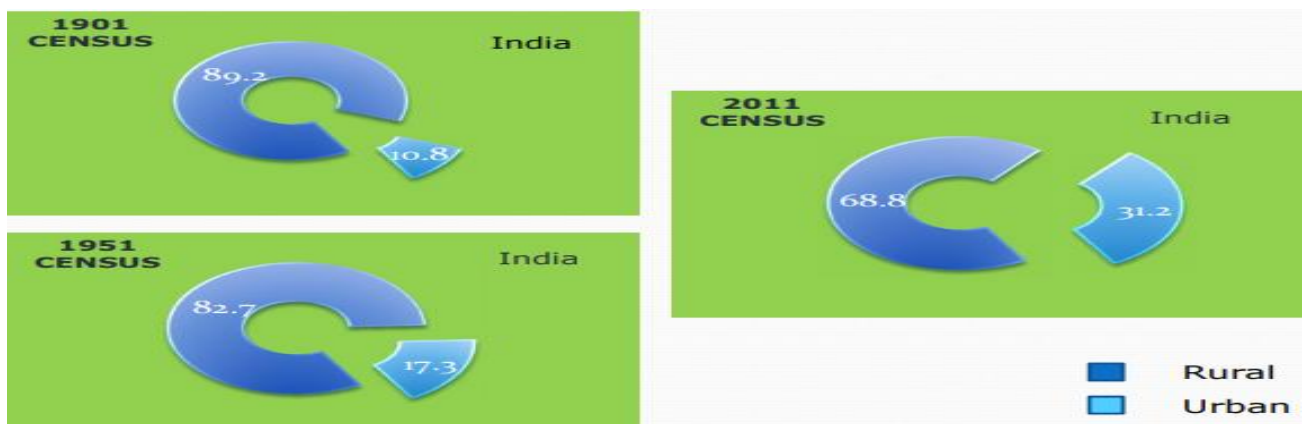 1901
CENSUS
India
89.2
10.8
1951
CENSUS
India
82.7
17.3
2011
CENSUS
India
68.8
31.2
Rural
Urban